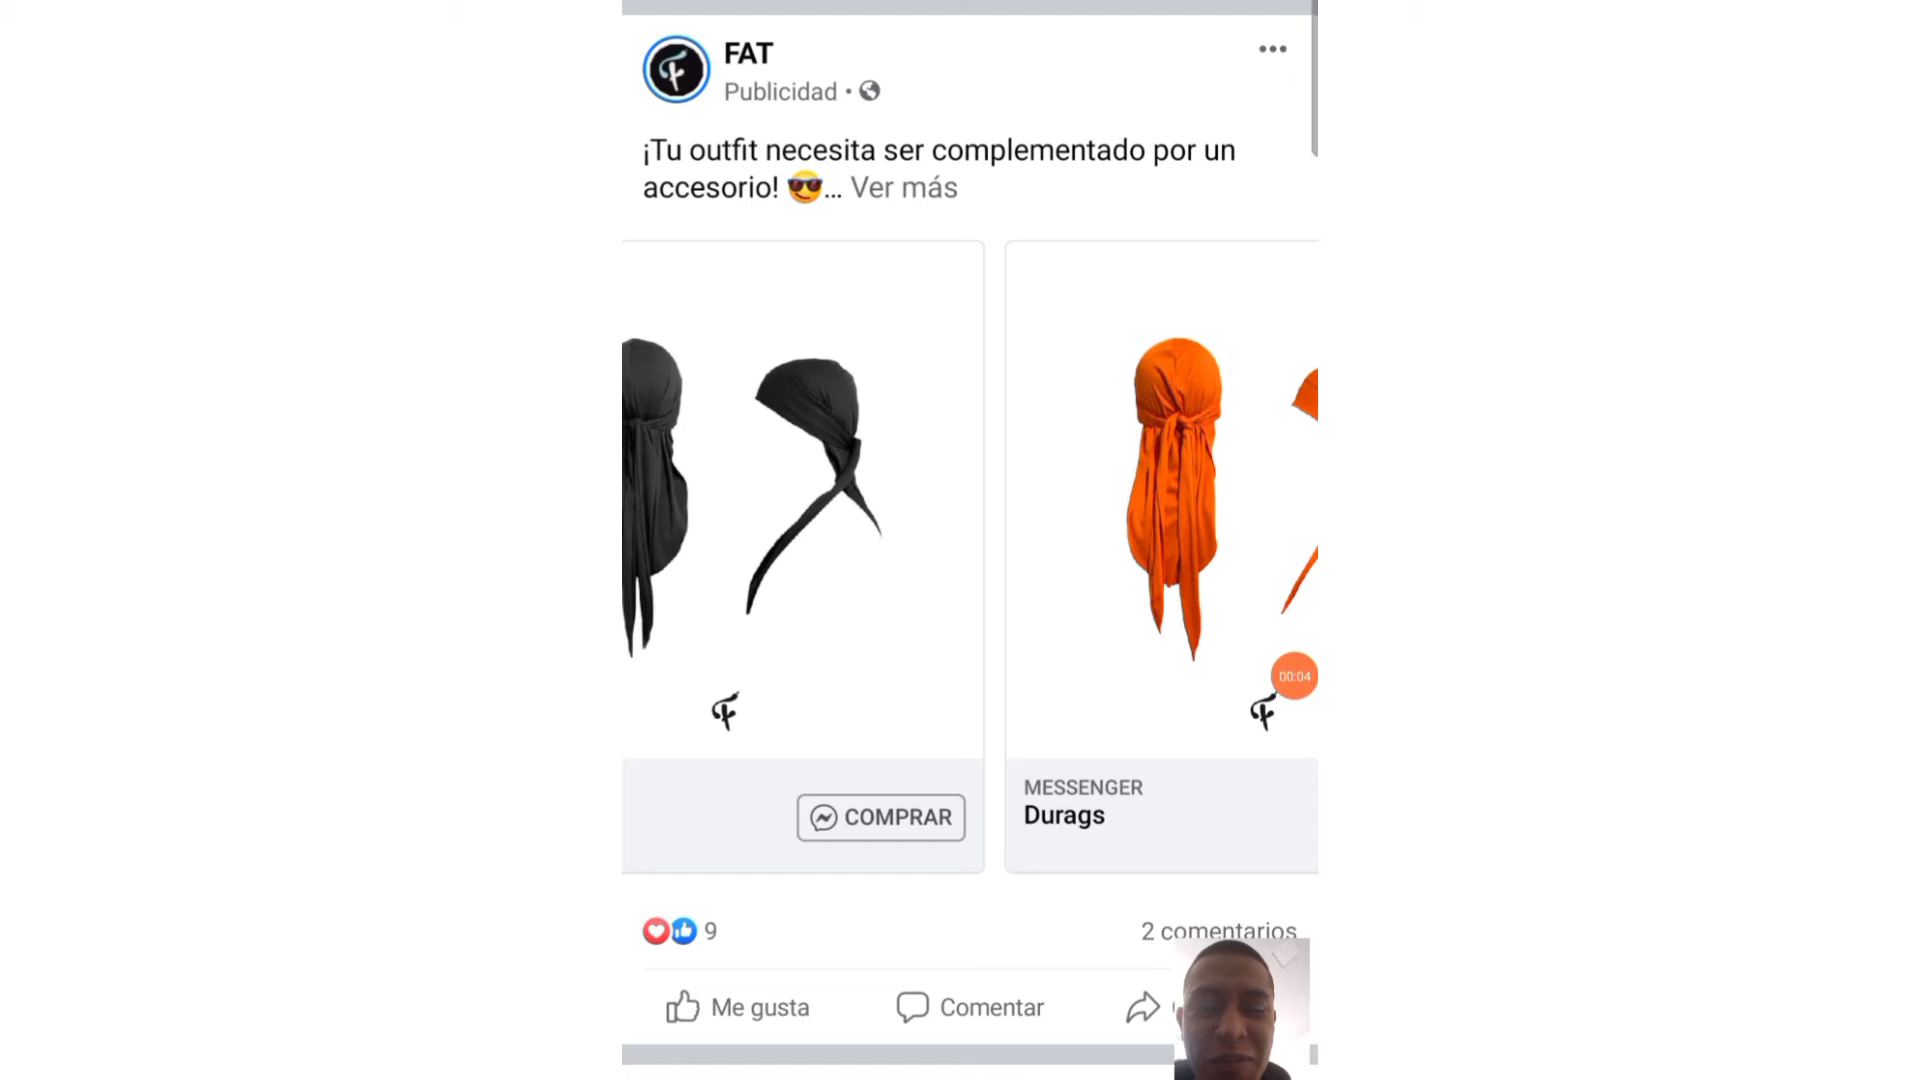 FAT
Publicidad •
¡Tu outfit necesita ser complementado por un
accesorio! 😎... Ver más
F
F
00:04
COMPRAR
MESSENGER
Durags
9
2 comentarios
Me gusta
Comentar